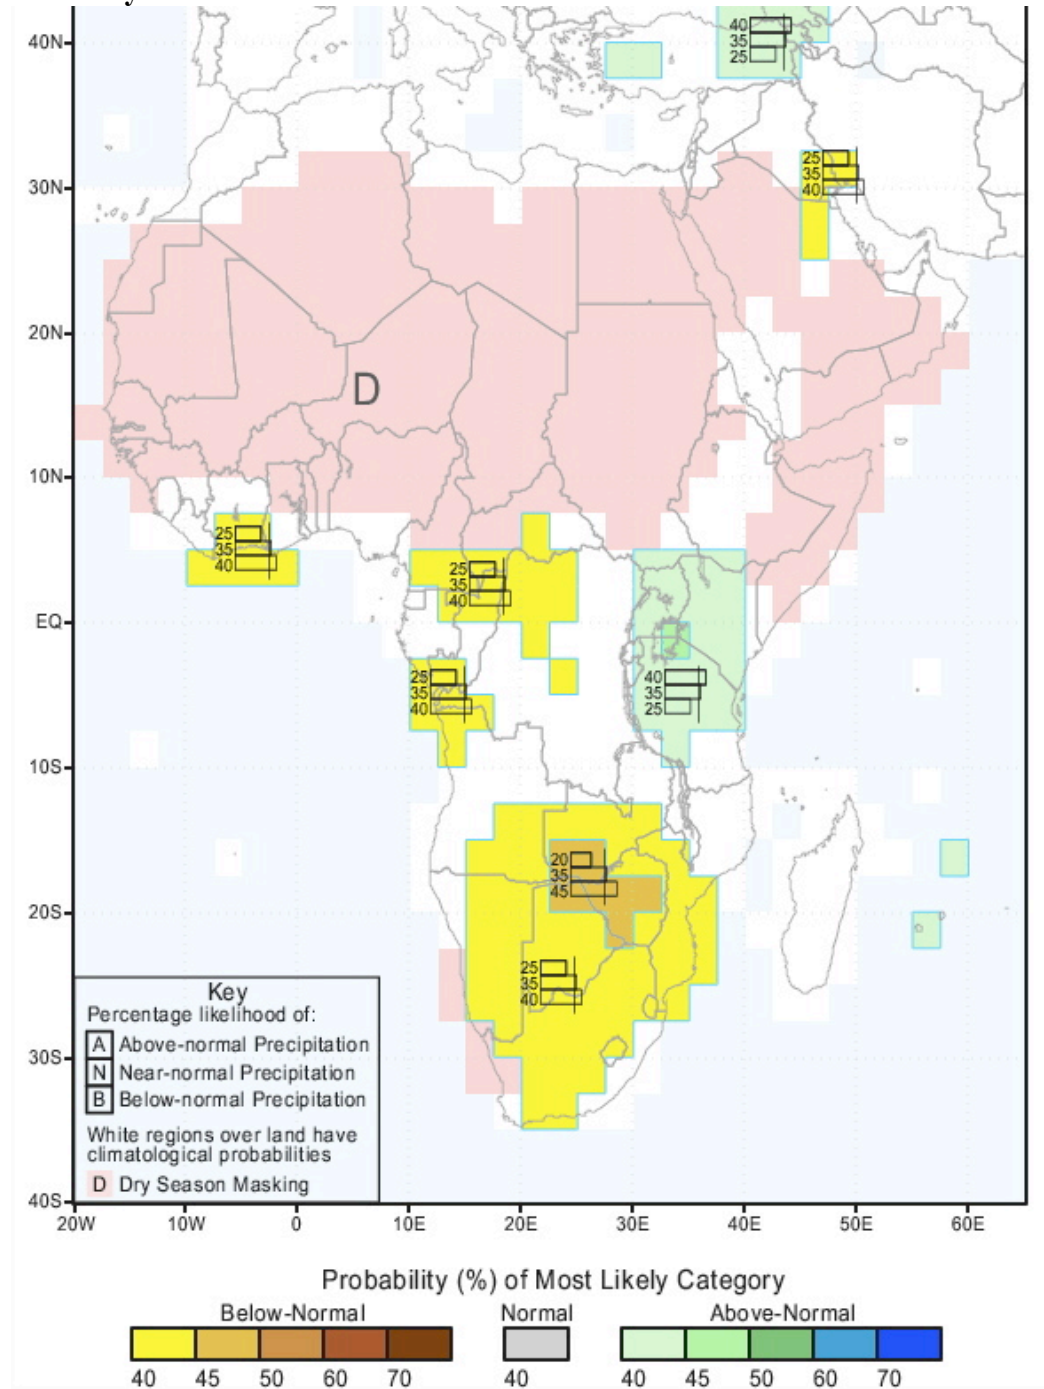 40N
40
35
25
25
35
40
30N
20N
D
10N
25
35
40
25
35
40
EQ
25
35
40
40
35
25
10S
20
35
45
20S
25
35
40
Key
Percentage likelihood of:
A Above-normal Precipitation
N Near-normal Precipitation
B Below-normal Precipitation
White regions over land have
climatological probabilities
D Dry Season Masking
30S
40S
20W 10W 0 10E 20E 30E 40E 50E 60E
Probability (%) of Most Likely Category
Below-Normal Normal Above-Normal
40 45 50 60 70 40 40 45 50 60 70